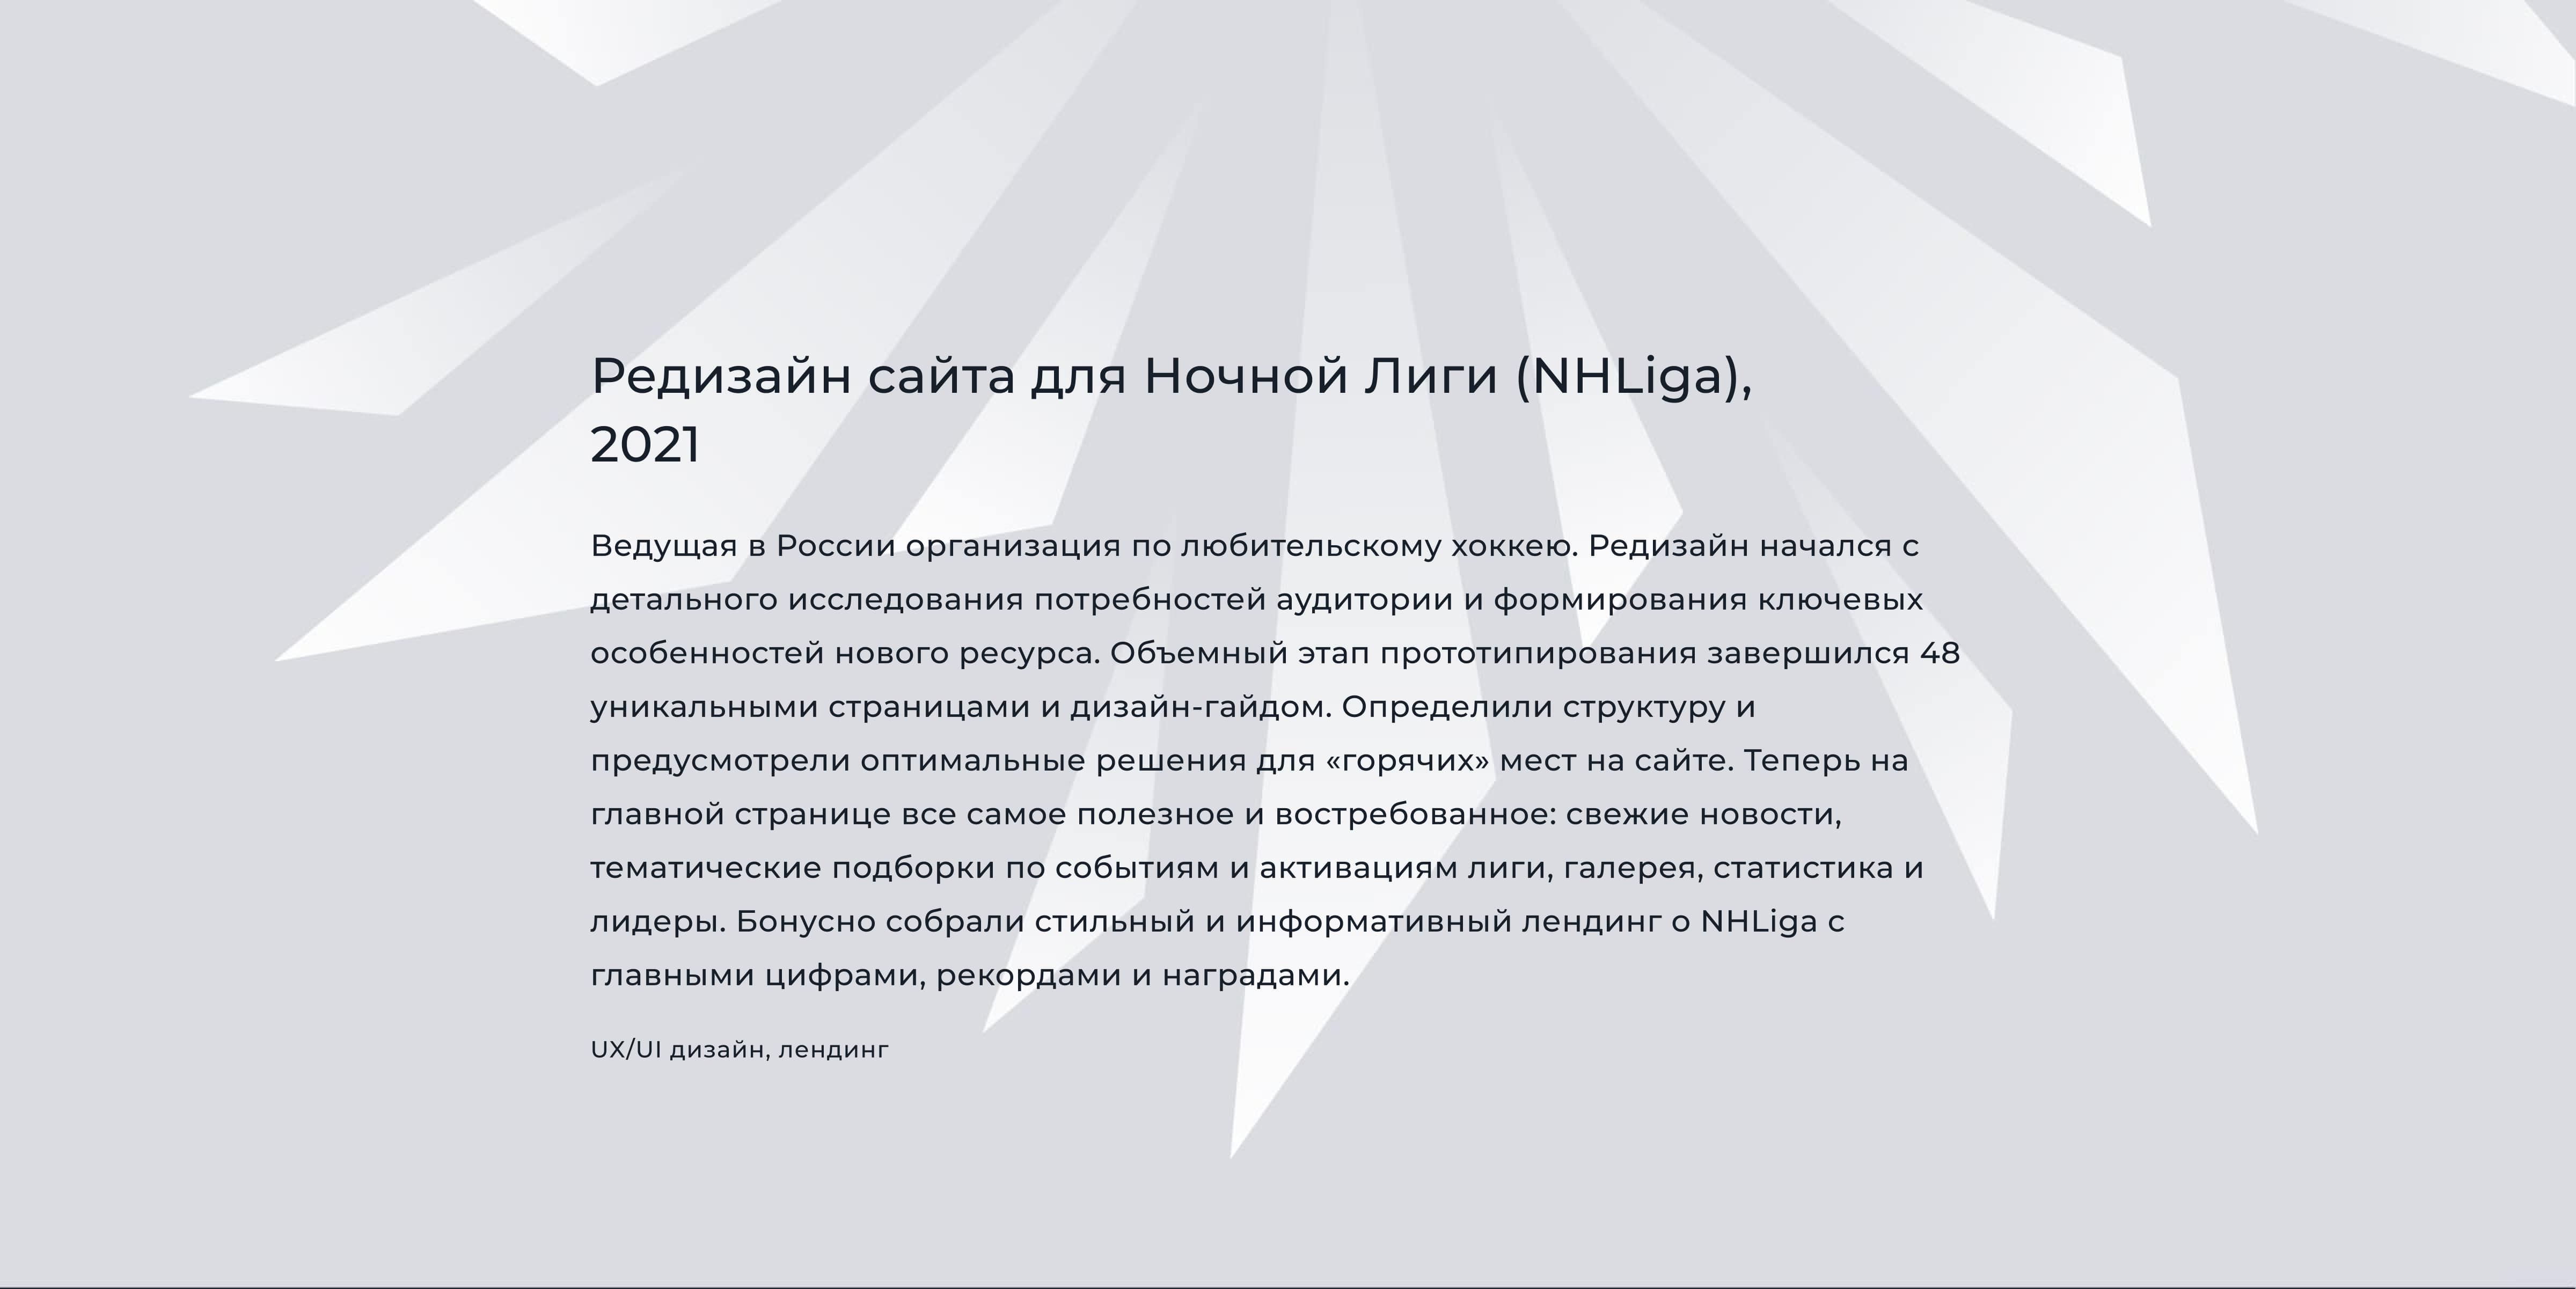 Редизайн сайта для Ночной Лиги (NHLiga),
2021
Ведущая в России организация по любительскому хоккею. Редизайн начался с
детального исследования потребностей аудитории и формирования ключевых
особенностей нового ресурса. Объемный этап прототипирования завершился 48
уникальными страницами и дизайн-гайдом. Определили структуру и
предусмотрели оптимальные решения для «горячих» мест на сайте. Теперь на
главной странице все самое полезное и востребованное: свежие новости,
тематические подборки по событиям и активациям лиги, галерея, статистика и
лидеры. Бонусно собрали стильный и информативный лендинг о NHLiga с
главными цифрами, рекордами и наградами.
UX/UI дизайн, лендинг